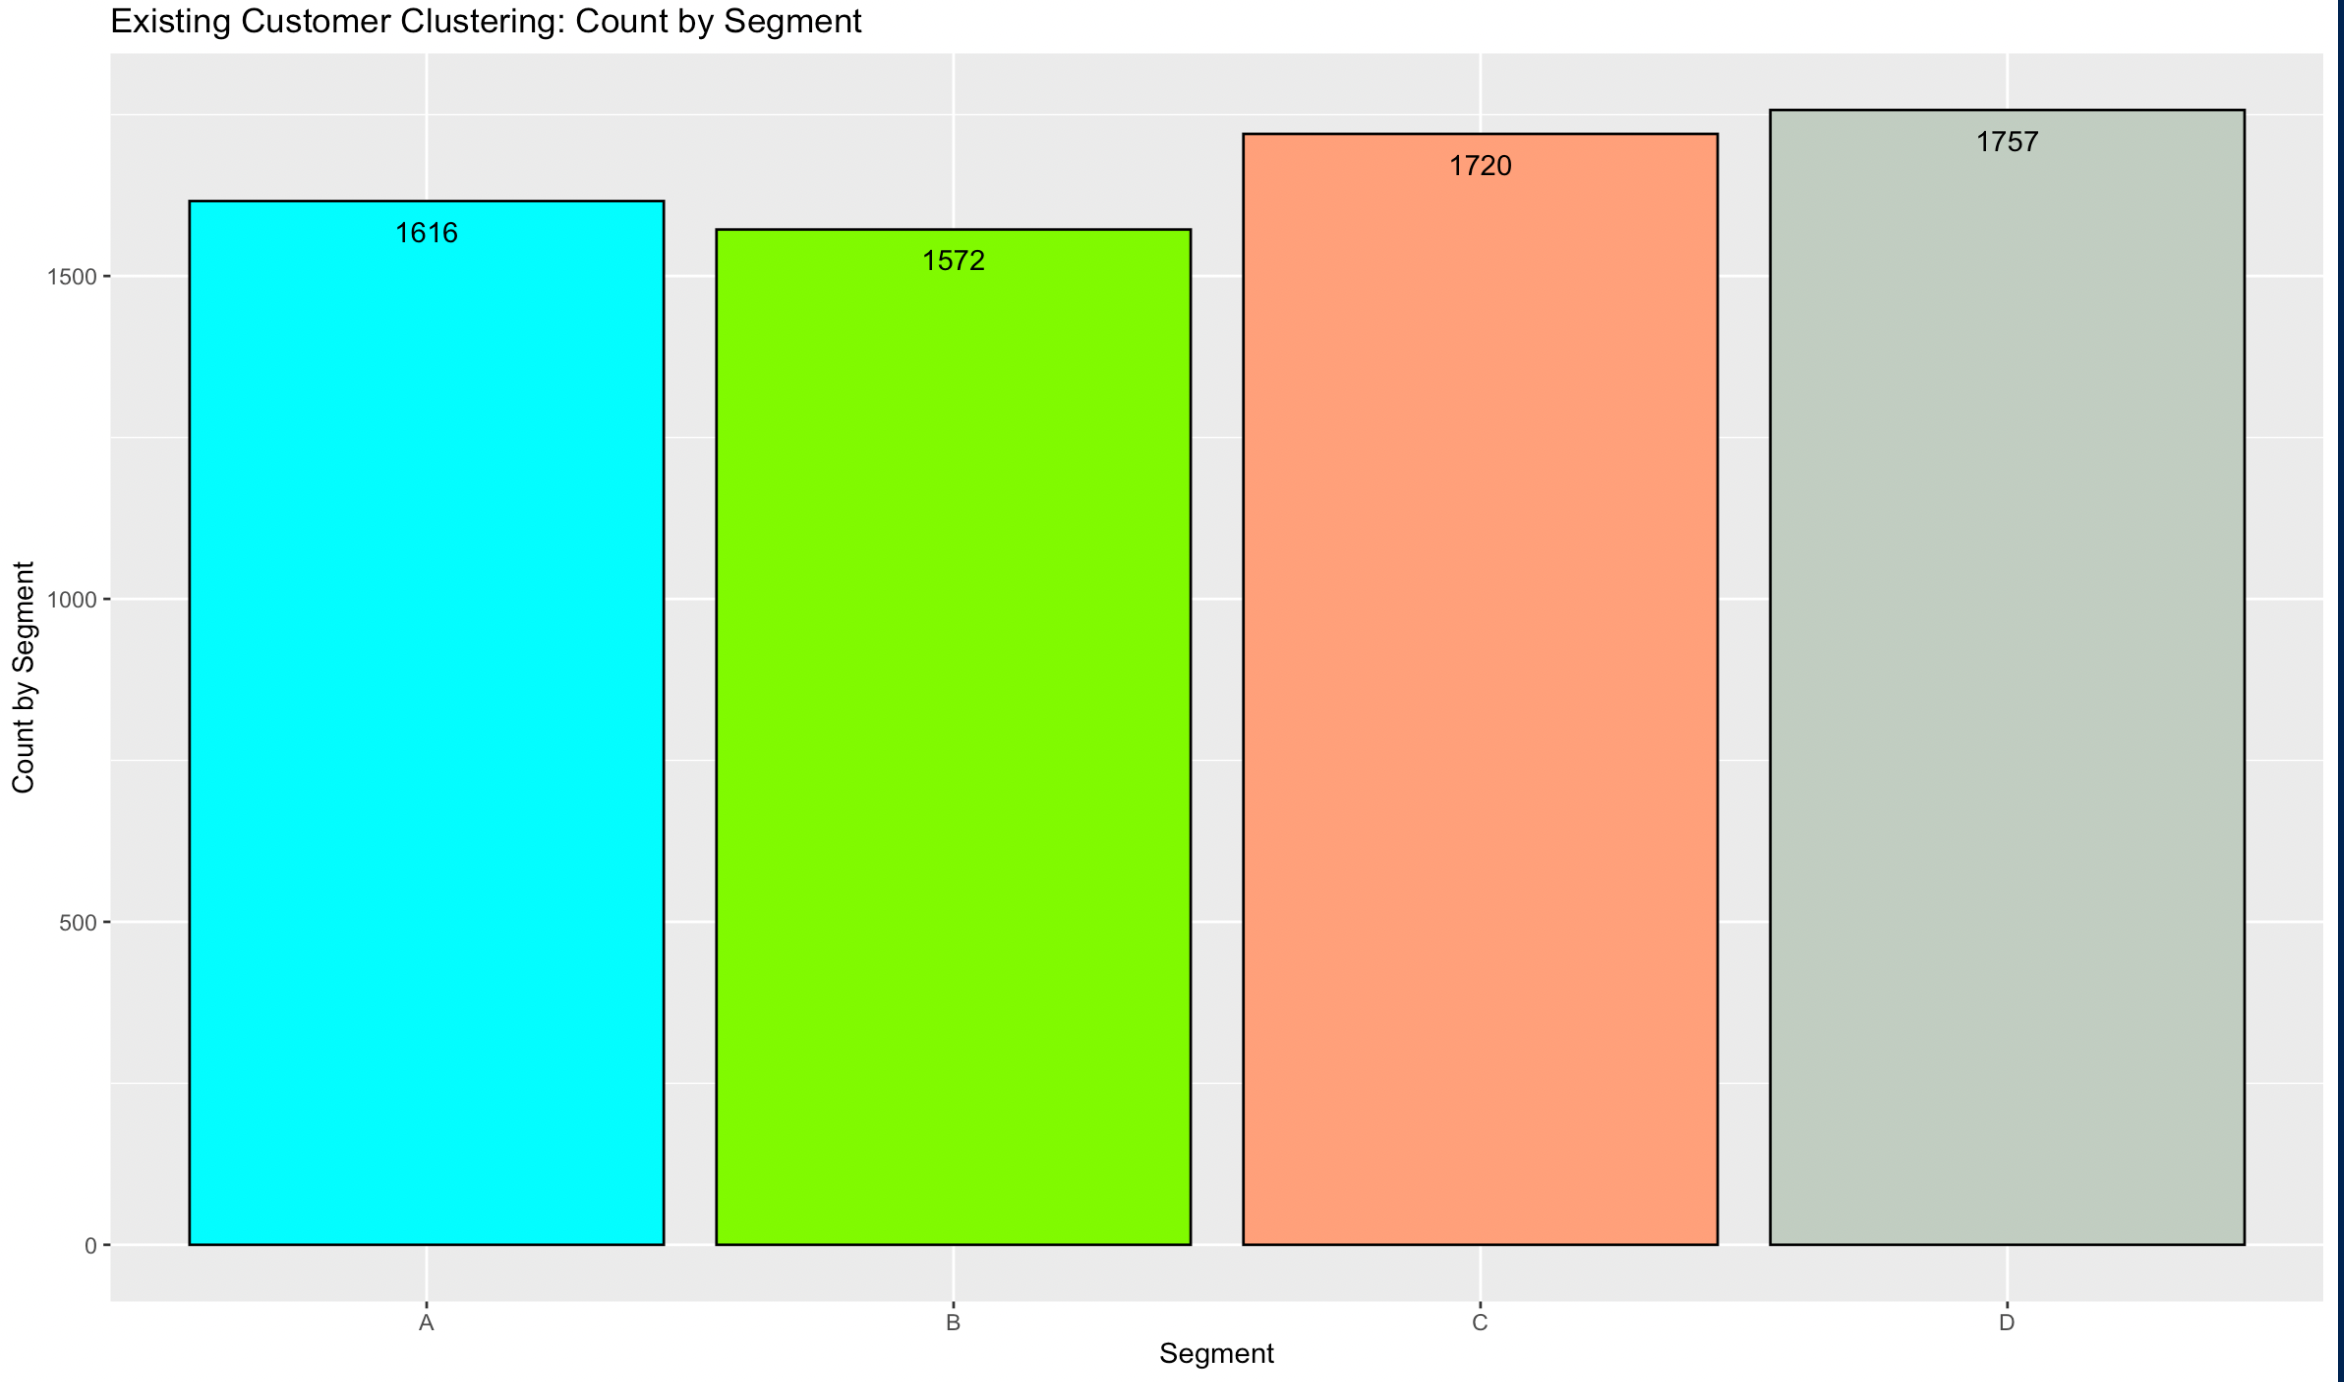 Existing Customer Clustering: Count by Segment
1757
1720
1616
1572
1500
1000
500
0
Count by Segment
A
B
C
D
Segment